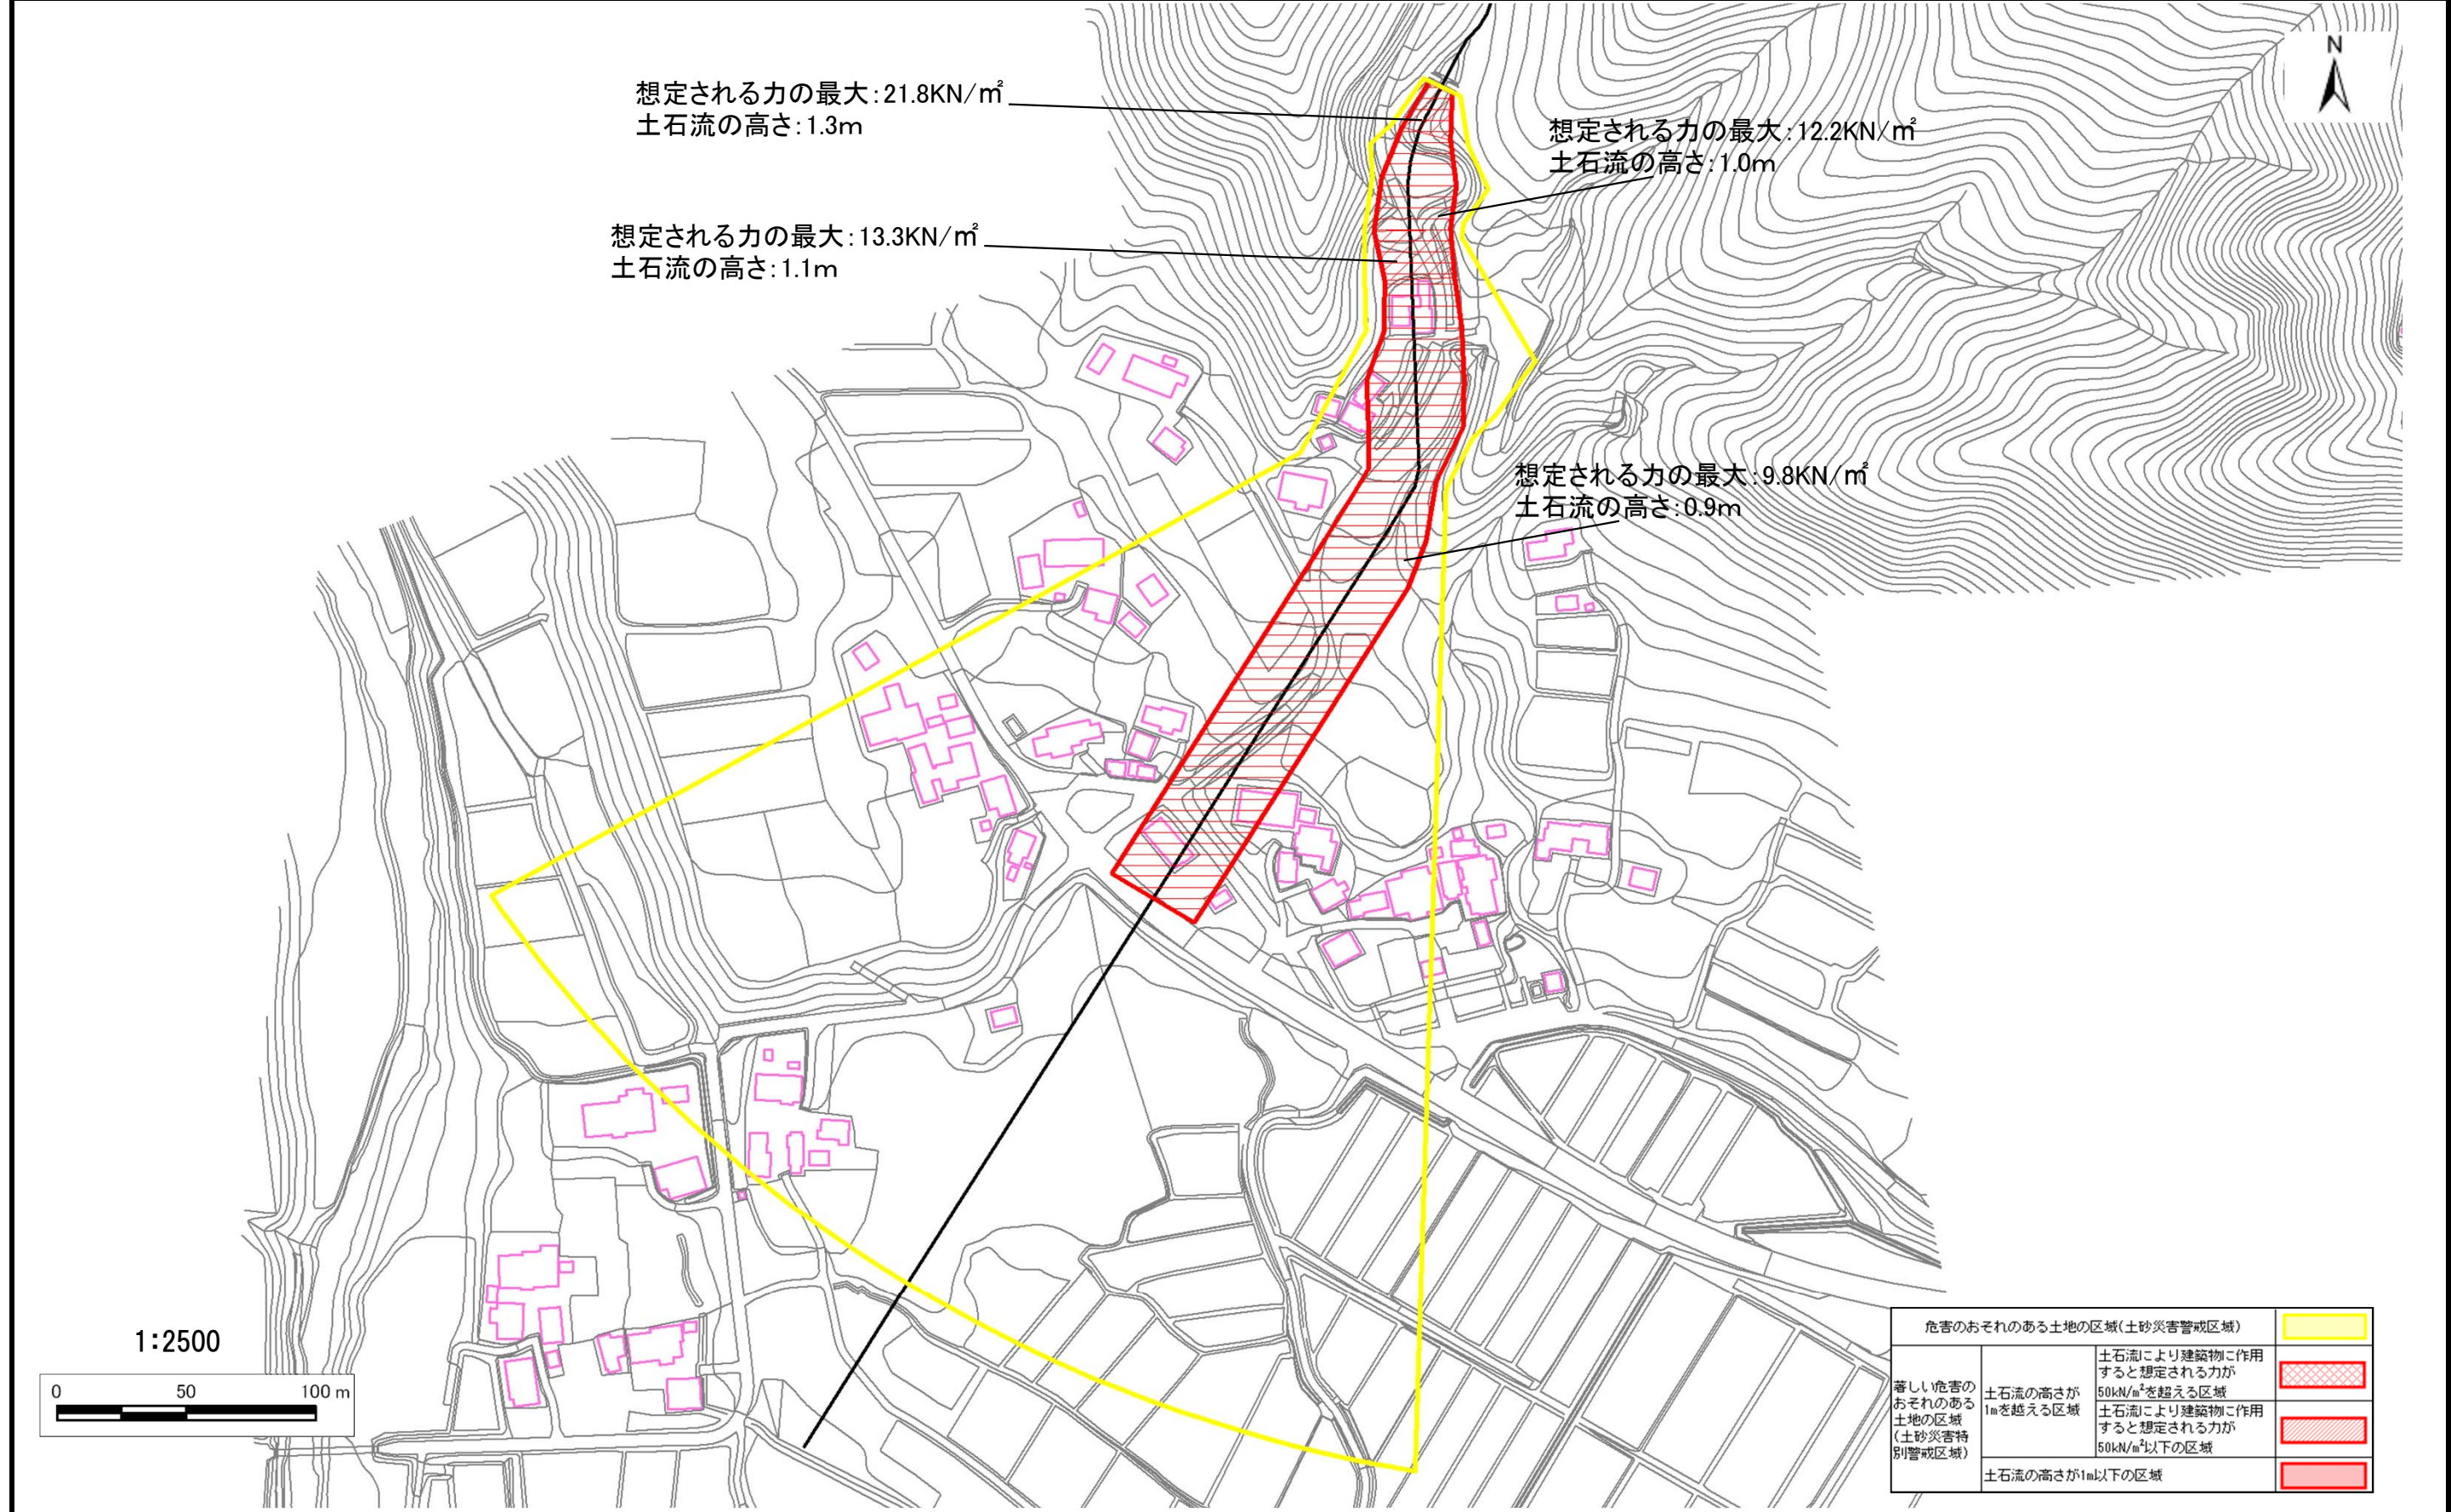 想定される力の最大:21.8KN/㎡
土石流の高さ:1.3m
N
想定される力の最大:12.2KN/㎡
土石流の高さ:1.0m
想定される力の最大:13.3KN/㎡
土石流の高さ:1.1m
想定される力の最大:9.8KN/㎡
土石流の高さ:0.9m
1:2500
0 50 100 m
危害のおそれのある土地の区域(土砂災害警戒区域)
著しい危害の
おそれのある
土地の区域
(土砂災害特
別警戒区域)
土石流の高さが
1mを越える区域
土石流により建築物に作用
すると想定される力が
50kN/m²を超える区域
土石流により建築物に作用
すると想定される力が
50kN/m²以下の区域
土石流の高さが1m以下の区域